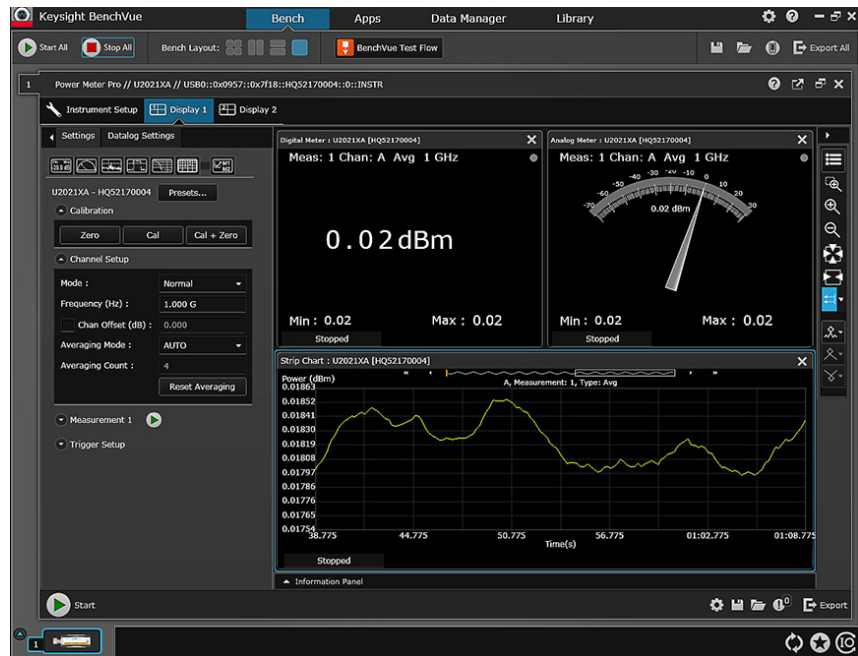 Keysight BenchVue
Bench Apps Data Manager Library
Start All Stop All Bench Layout: BenchVue Test Flow Export All
1 Power Meter Pro // U2021XA // USB0::0x0957::0x7f18::HQ52170004::0::INSTR
Instrument Setup Display 1 Display 2
Settings Datalog Settings
U2021XA - HQ52170004 Presets...
Calibration
Zero Cal Cal + Zero
Channel Setup
Mode : Normal
Frequency (Hz) : 1.000 G
Chan Offset (dB) : 0.000
Averaging Mode : AUTO
Averaging Count : 4
Reset Averaging
Measurement 1
Trigger Setup
Digital Meter : U2021XA [HQ52170004]
Meas: 1 Chan: A Avg 1 GHz
0.02 dBm
Min : 0.02 Max : 0.02
Stopped
Analog Meter : U2021XA [HQ52170004]
Meas: 1 Chan: A Avg 1 GHz
-70 -60 -50 -40 -30 -20 -10 0 10 20 30
0.02 dBm
Min : 0.02 Max : 0.02
Stopped
Strip Chart : U2021XA [HQ52170004]
Power (dBm)
A, Measurement: 1, Type: Avg
0.01863
0.01852
0.01841
0.01830
0.01819
0.01808
0.01797
0.01786
0.01776
0.01765
0.01754
38.775 44.775 50.775 56.775 01:02.775 01:08.775
Time(s)
Stopped
Information Panel
Start 0 Export
1